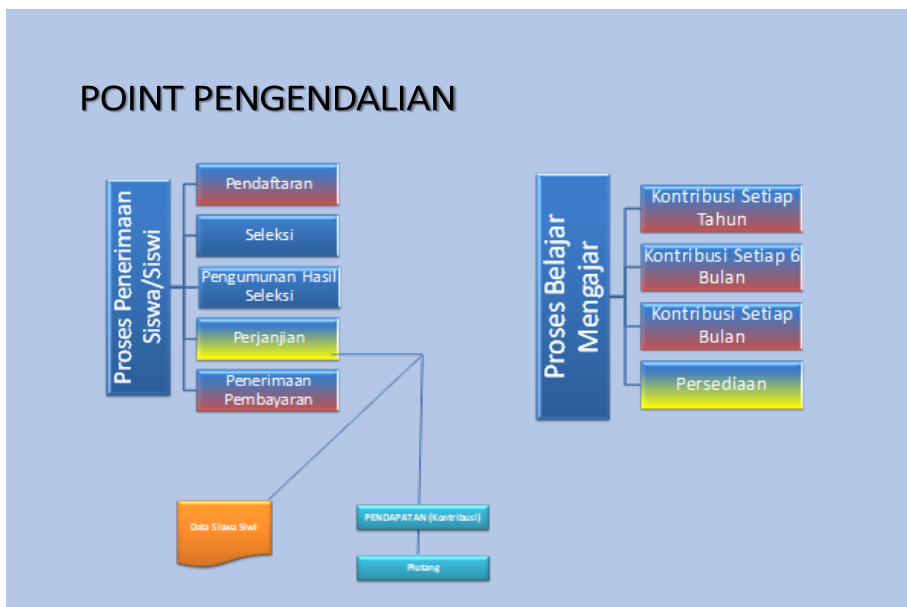 POINT PENGENDALIAN
Proses Penerimaan
Siswa/Siswi
Pendaftaran
Seleksi
Pengumunan Hasil
Seleksi
Perjanjian
Penerimaan
Pembayaran
Data Siswa Siwi
PENDAPATAN (Kontribusi)
Piutang
Proses Belajar
Mengajar
Kontribusi Setiap
Tahun
Kontribusi Setiap 6
Bulan
Kontribusi Setiap
Bulan
Persediaan